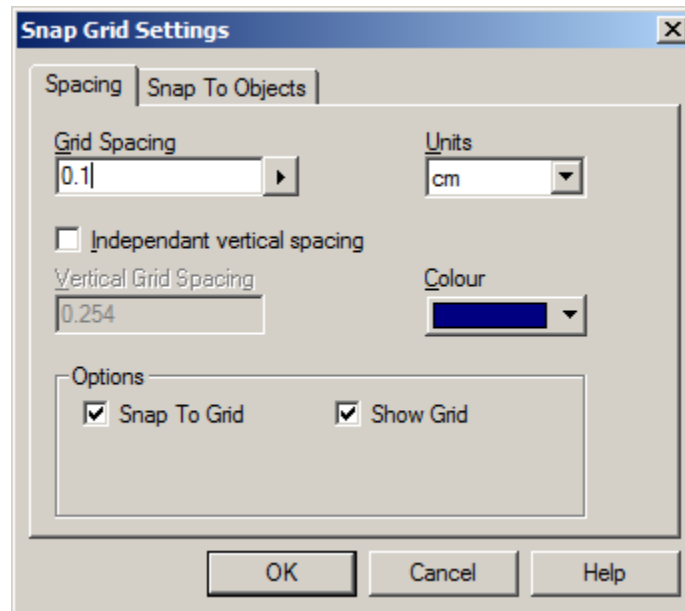 Snap Grid Settings
Spacing
Snap To Objects
Grid Spacing
Units
0.1
cm
Independant vertical spacing
Vertical Grid Spacing
Colour
0.254
Options
Snap To Grid
Show Grid
OK
Cancel
Help